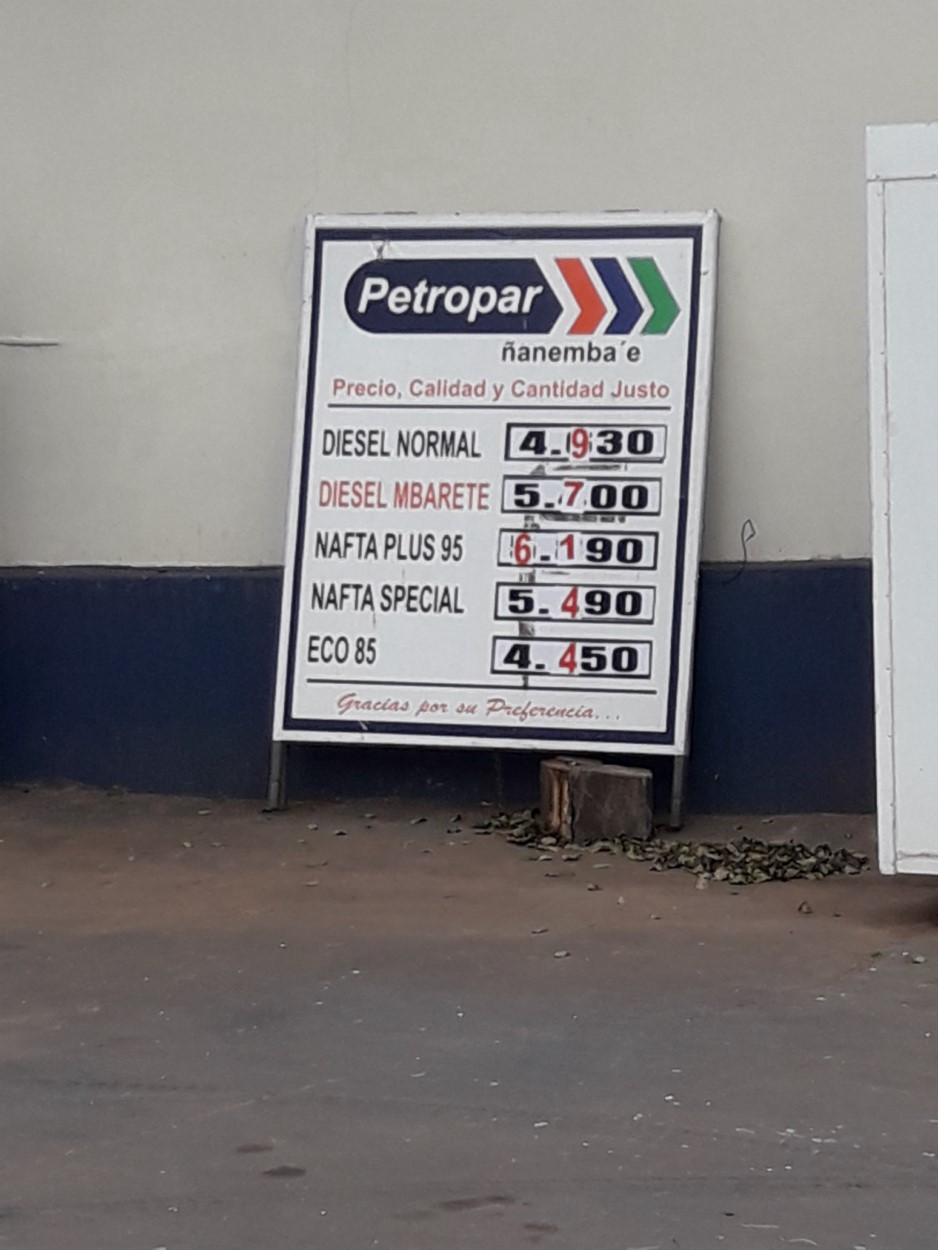 Petropar
ñanemba´e
Precio, Calidad y Cantidad Justo
DIESEL NORMAL 4.930
DIESEL MBARETE 5.700
NAFTA PLUS 95 6.190
NAFTA SPECIAL 5.490
ECO 85 4.450
Gracias por su Preferencia...